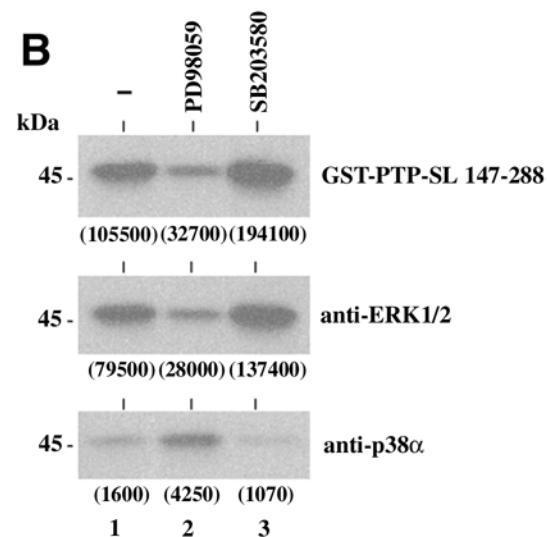 B
– PD98059 SB203580
kDa
45 - GST-PTP-SL 147-288
(105500) (32700) (194100)
45 - anti-ERK1/2
(79500) (28000) (137400)
45 - anti-p38α
(1600) (4250) (1070)
1 2 3